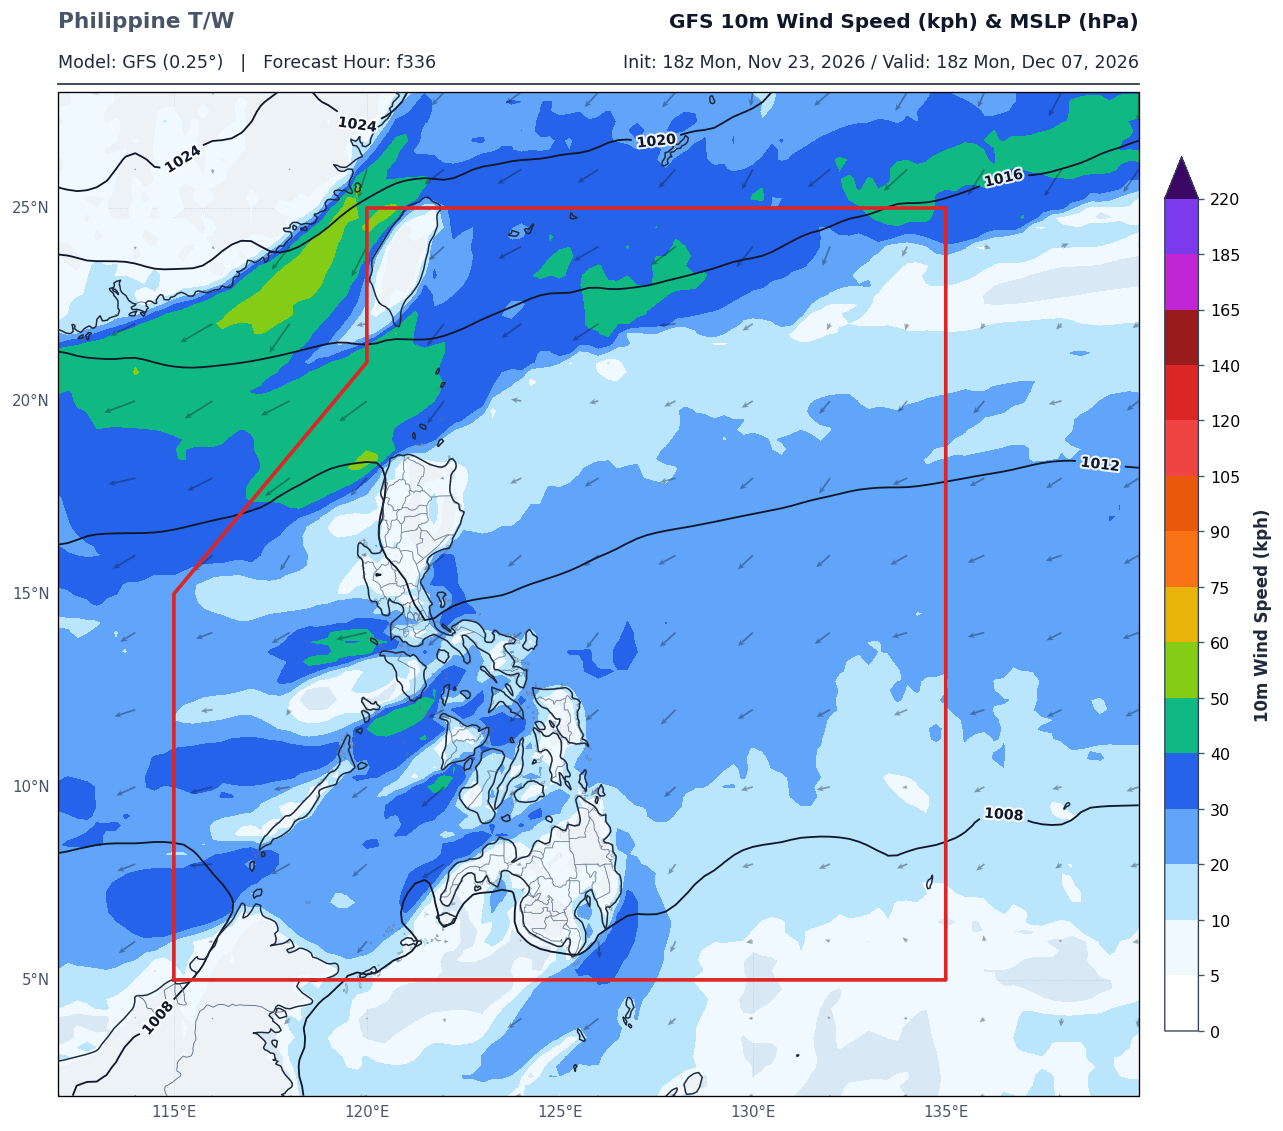 Philippine T/W
GFS 10m Wind Speed (kph) & MSLP (hPa)
Model: GFS (0.25°) | Forecast Hour: f336
Init: 18z Mon, Nov 23, 2026 / Valid: 18z Mon, Dec 07, 2026
1024
1024
1020
1016
1012
1008
1008
25°N
20°N
15°N
10°N
5°N
115°E
120°E
125°E
130°E
135°E
220
185
165
140
120
105
90
75
60
50
40
30
20
10
5
0
10m Wind Speed (kph)